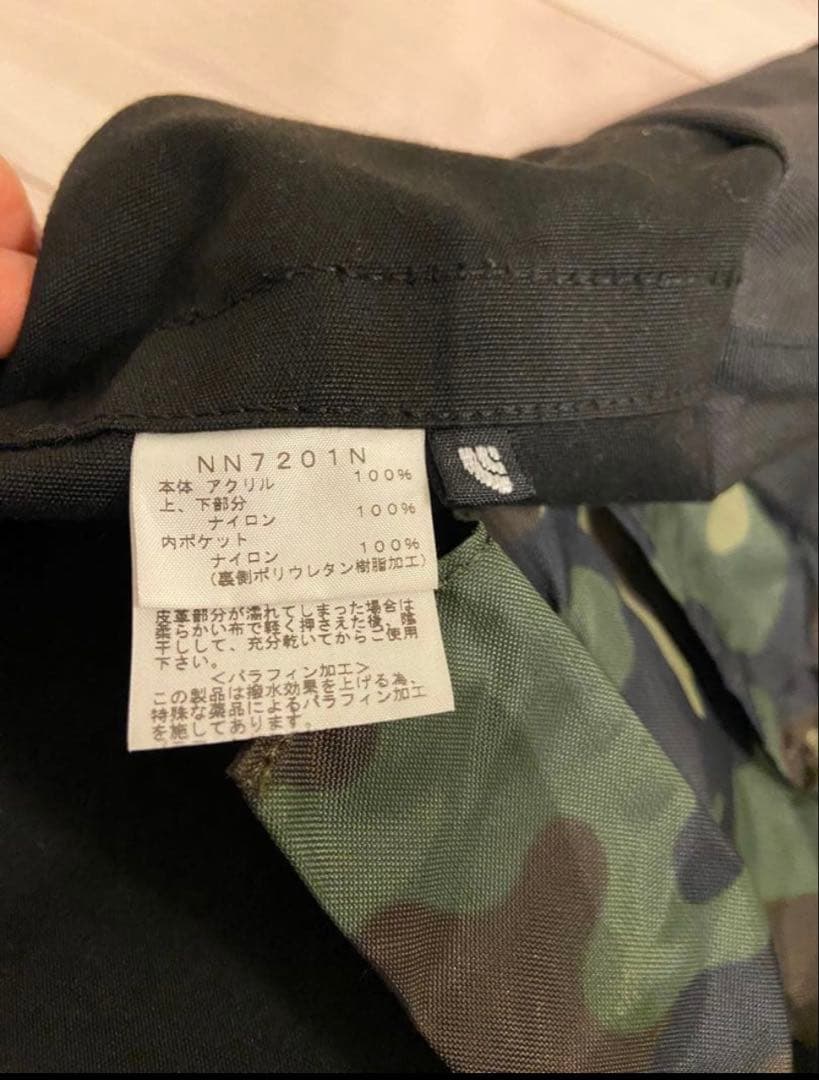 NN7201N
本体 アクリル 100%
上、下部分
ナイロン 100%
内ポケット
ナイロン 100%
(裏側ポリウレタン樹脂加工)
皮革部分が濡れてしまった場合は
柔らかい布で軽く押さえた後、陰
干しして、充分乾いてからご使用
下さい。
<パラフィン加工>
この製品は撥水効果を上げる為、
特殊な薬品によるパラフィン加工
を施してあります。